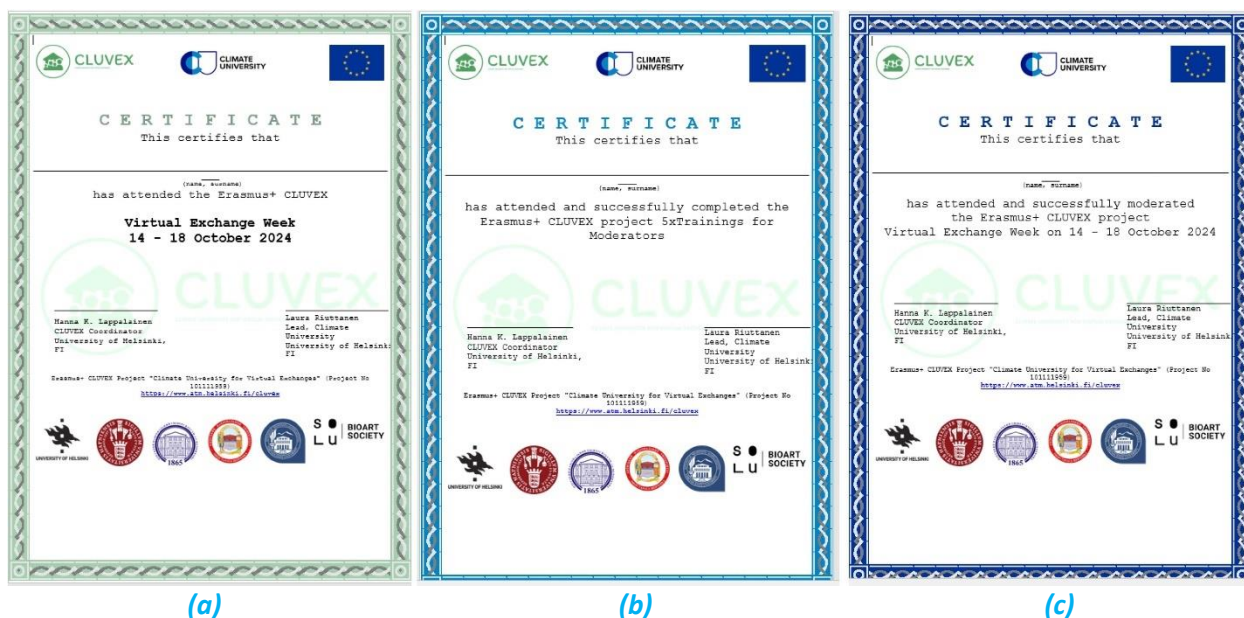 CLUVEX
CLIMATE
UNIVERSITY
CERTIFICATE
This certifies that
(name, surname)
has attended the Erasmus+ CLUVEX
Virtual Exchange Week
14 - 18 October 2024
CLUVEX
Hanna K. Lappalainen
CLUVEX Coordinator
University of Helsinki,
FI
Laura Riuttanen
Lead, Climate
University
University of Helsinki
FI
Erasmus+ CLUVEX Project "Climate University for Virtual Exchanges" (Project No
101111959)
https://www.atm.helsinki.fi/cluvex
UNIVERSITY OF HELSINKI
1865
SOLU
BIOART
SOCIETY
(a)
CLUVEX
CLIMATE
UNIVERSITY
CERTIFICATE
This certifies that
(name, surname)
has attended and successfully completed the
Erasmus+ CLUVEX project 5xTrainings for
Moderators
CLUVEX
Hanna K. Lappalainen
CLUVEX Coordinator
University of Helsinki,
FI
Laura Riuttanen
Lead, Climate
University
University of Helsinki
FI
Erasmus+ CLUVEX Project "Climate University for Virtual Exchanges" (Project No
101111959)
https://www.atm.helsinki.fi/cluvex
UNIVERSITY OF HELSINKI
1865
SOLU
BIOART
SOCIETY
(b)
CLUVEX
CLIMATE
UNIVERSITY
CERTIFICATE
This certifies that
(name, surname)
has attended and successfully moderated
the Erasmus+ CLUVEX project
Virtual Exchange Week on 14 - 18 October 2024
CLUVEX
Hanna K. Lappalainen
CLUVEX Coordinator
University of Helsinki,
FI
Laura Riuttanen
Lead, Climate
University
University of Helsink
FI
Erasmus+ CLUVEX Project "Climate University for Virtual Exchanges" (Project No
101111959)
https://www.atm.helsinki.fi/cluvex
UNIVERSITY OF HELSINKI
1865
SOLU
BIOART
SOCIETY
(c)